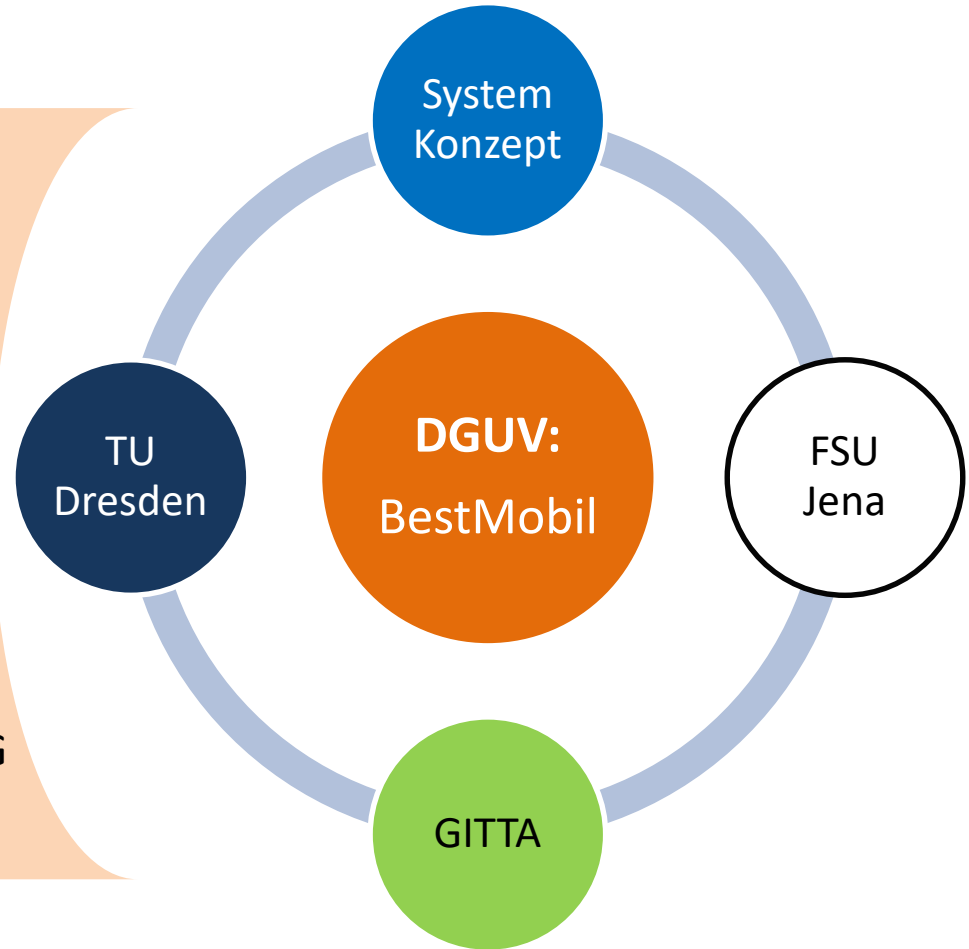 System
Konzept
TU
Dresden
DGUV:
BestMobil
FSU
Jena
G
GITTA